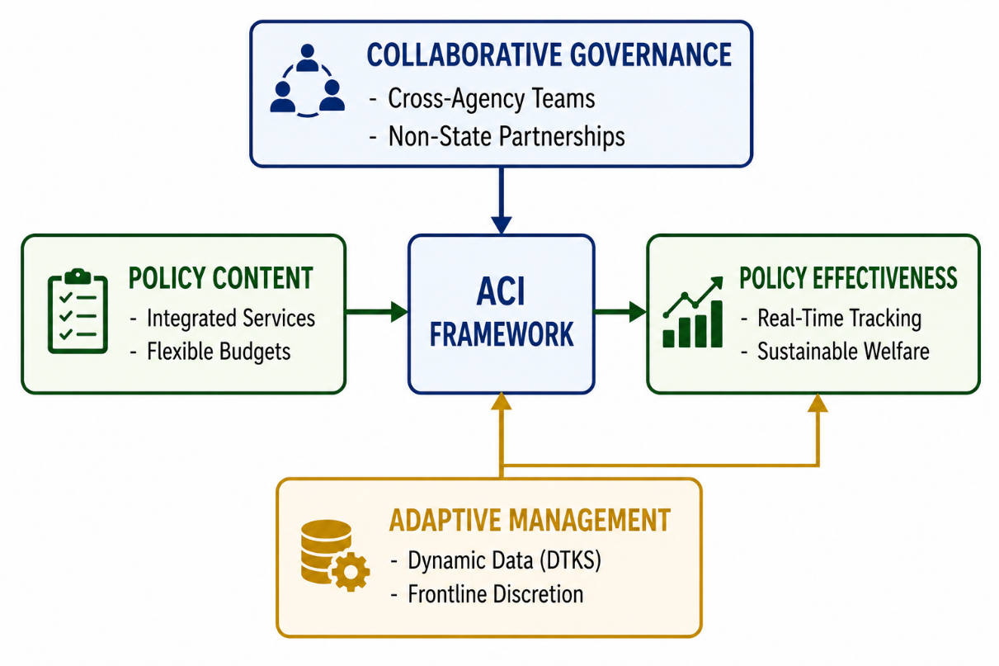 COLLABORATIVE GOVERNANCE
- Cross-Agency Teams
- Non-State Partnerships
POLICY CONTENT
- Integrated Services
- Flexible Budgets
ACI
FRAMEWORK
POLICY EFFECTIVENESS
- Real-Time Tracking
- Sustainable Welfare
ADAPTIVE MANAGEMENT
- Dynamic Data (DTKS)
- Frontline Discretion